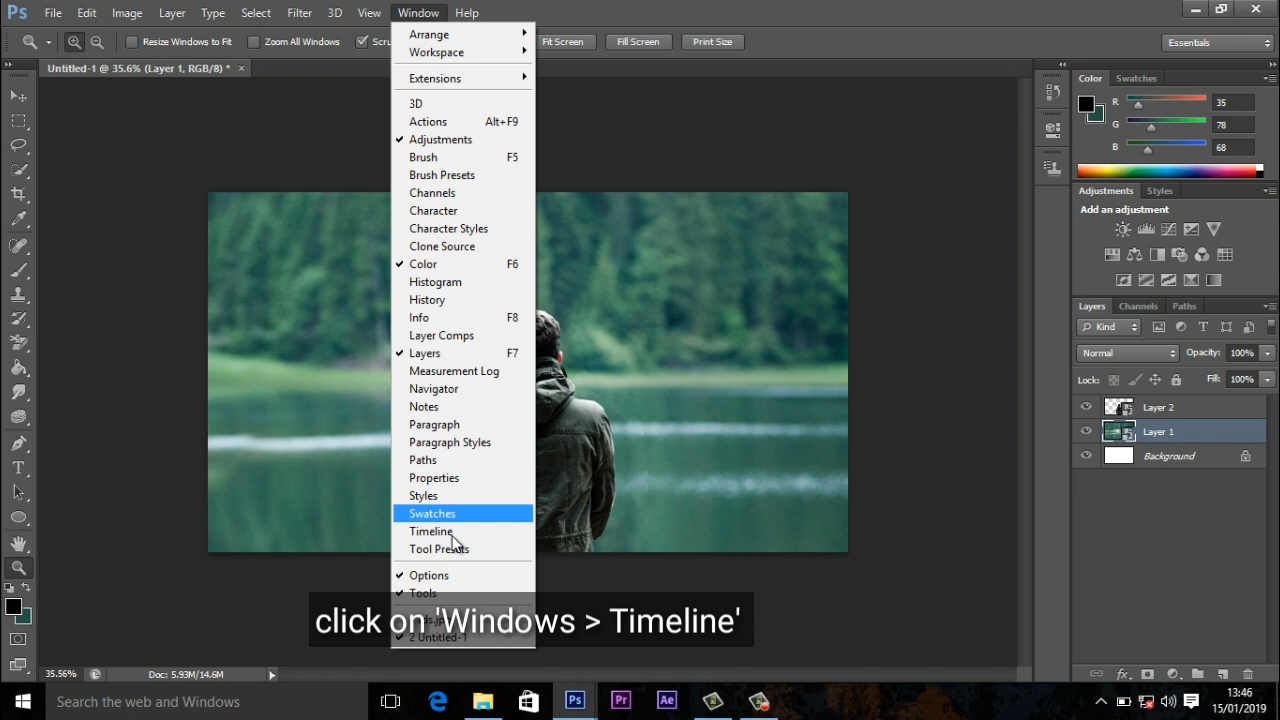 Ps File Edit Image Layer Type Select Filter 3D View Window Help
Resize Windows to Fit Zoom All Windows Fit Screen Fill Screen Print Size Essentials
Untitled-1 @ 35.6% (Layer 1, RGB/8) * ×
Arrange
Workspace
Extensions
3D
Actions Alt+F9
Adjustments
Brush F5
Brush Presets
Channels
Character
Character Styles
Clone Source
Color F6
Histogram
History
Info F8
Layer Comps
Layers F7
Measurement Log
Navigator
Notes
Paragraph
Paragraph Styles
Paths
Properties
Styles
Swatches
Timeline
Tool Presets
Options
Tools
2 Untitled-1
click on 'Windows > Timeline'
Color Swatches
R 35
G 78
B 68
Adjustments Styles
Add an adjustment
Layers Channels Paths
Kind
Normal Opacity: 100%
Lock: Fill: 100%
Layer 2
Layer 1
Background
35.56% Doc: 5.93M/14.6M
Search the web and Windows
Ps Pr Ae
13:46
15/01/2019